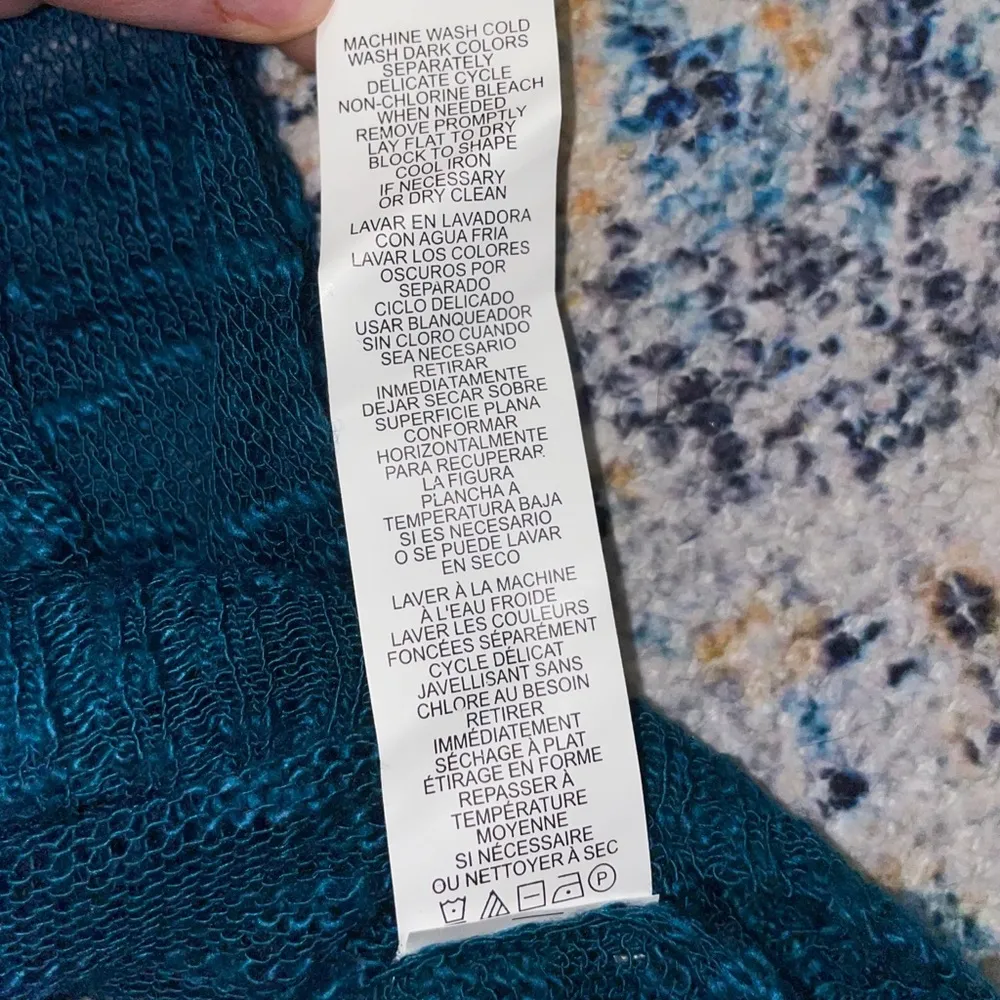 MACHINE WASH COLD
WASH DARK COLORS
SEPARATELY
DELICATE CYCLE
NON-CHLORINE BLEACH
WHEN NEEDED
REMOVE PROMPTLY
LAY FLAT TO DRY
BLOCK TO SHAPE
COOL IRON
IF NECESSARY
OR DRY CLEAN
LAVAR EN LAVADORA
CON AGUA FRIA
LAVAR LOS COLORES
OSCUROS POR
SEPARADO
CICLO DELICADO
USAR BLANQUEADOR
SIN CLORO CUANDO
SEA NECESARIO
RETIRAR
INMEDIATAMENTE
DEJAR SECAR SOBRE
SUPERFICIE PLANA
CONFORMAR
HORIZONTALMENTE
PARA RECUPERAR.
LA FIGURA
PLANCHA A
TEMPERATURA BAJA
SI ES NECESARIO
O SE PUEDE LAVAR
EN SECO
LAVER À LA MACHINE
À L'EAU FROIDE
LAVER LES COULEURS
FONCÉES SÉPARÉMENT
CYCLE DÉLICAT
JAVELLISANT SANS
CHLORE AU BESOIN
RETIRER
IMMÉDIATEMENT
SÉCHAGE À PLAT
ÉTIRAGE EN FORME
REPASSER À
TEMPÉRATURE
MOYENNE
SI NÉCESSAIRE
OU NETTOYER À SEC
P